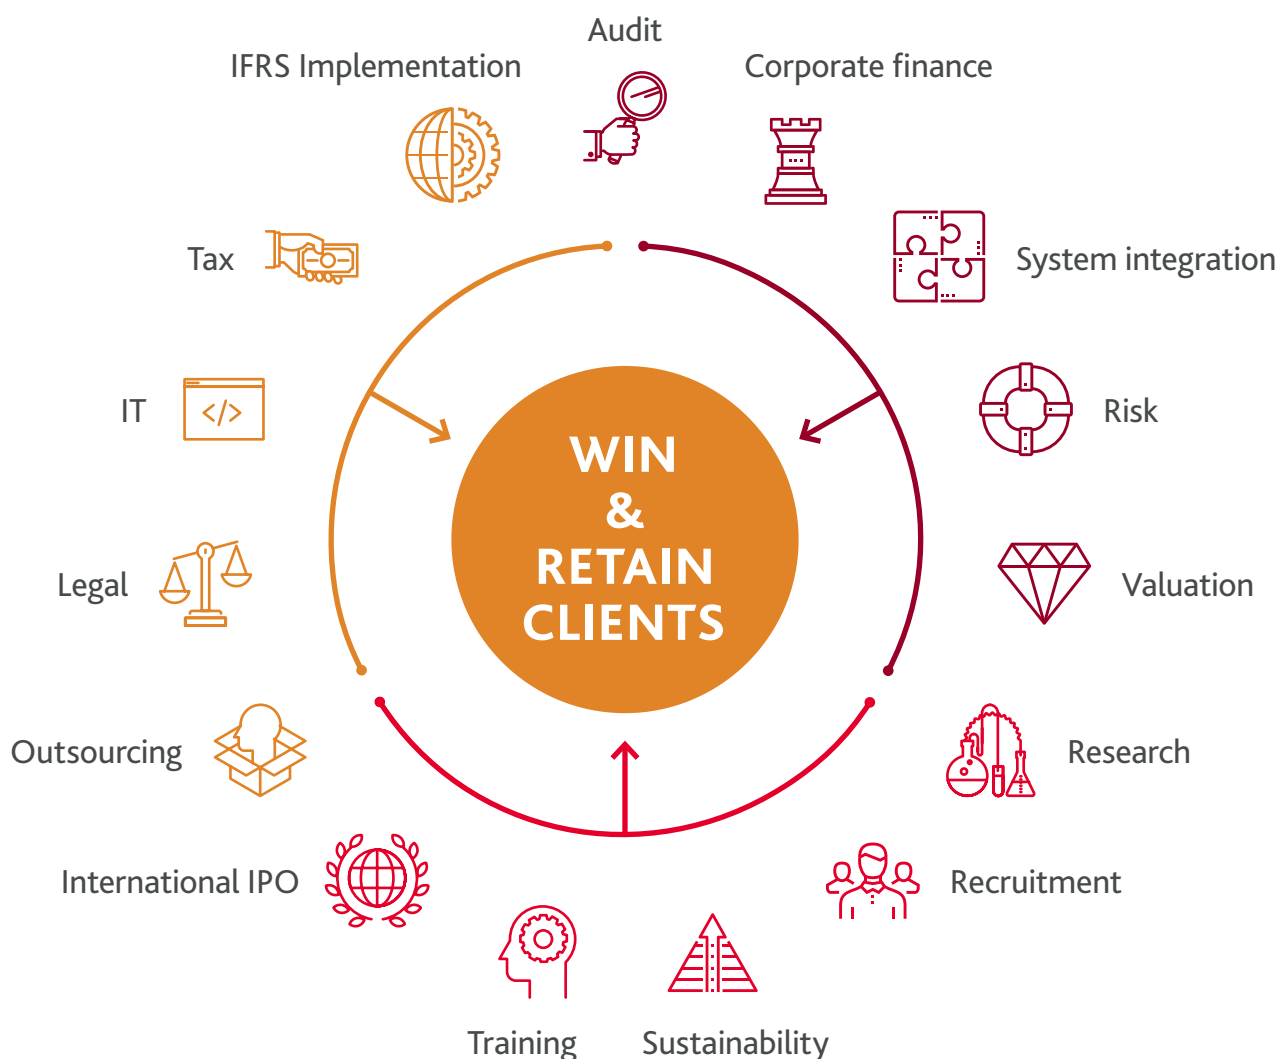 Audit
IFRS Implementation
Corporate finance
Tax
System integration
IT
</>
Risk
WIN
&
RETAIN
CLIENTS
Legal
Valuation
Outsourcing
Research
International IPO
Recruitment
Training
Sustainability